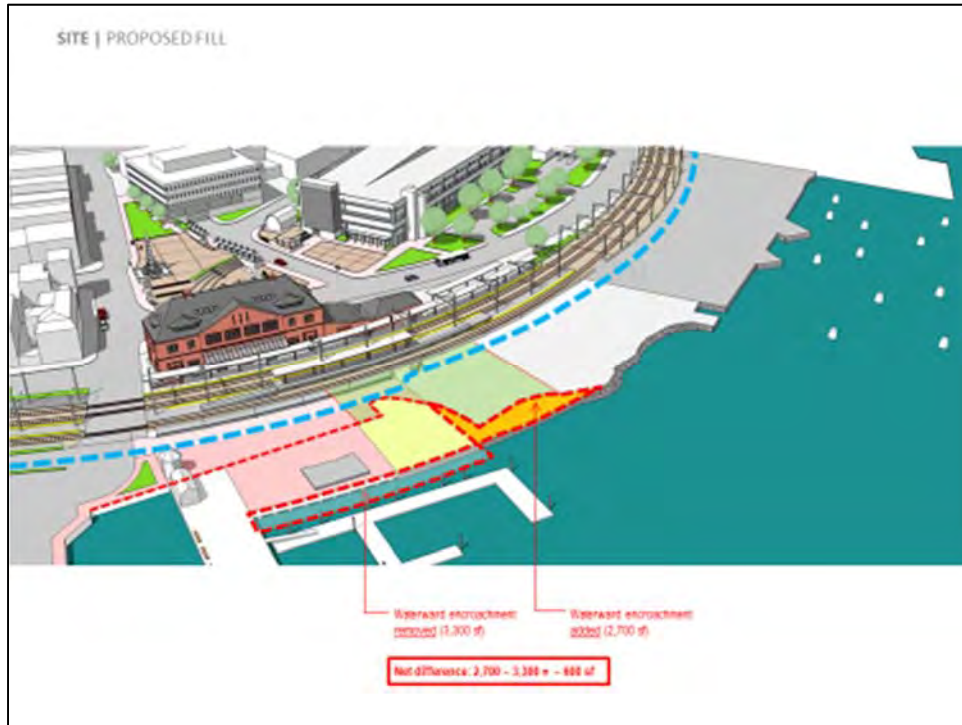 SITE | PROPOSED FILL
Waterward encroachment
removed (3,300 sf)
Waterward encroachment
added (2,700 sf)
Net difference: 2,700 – 3,300 = – 600 sf